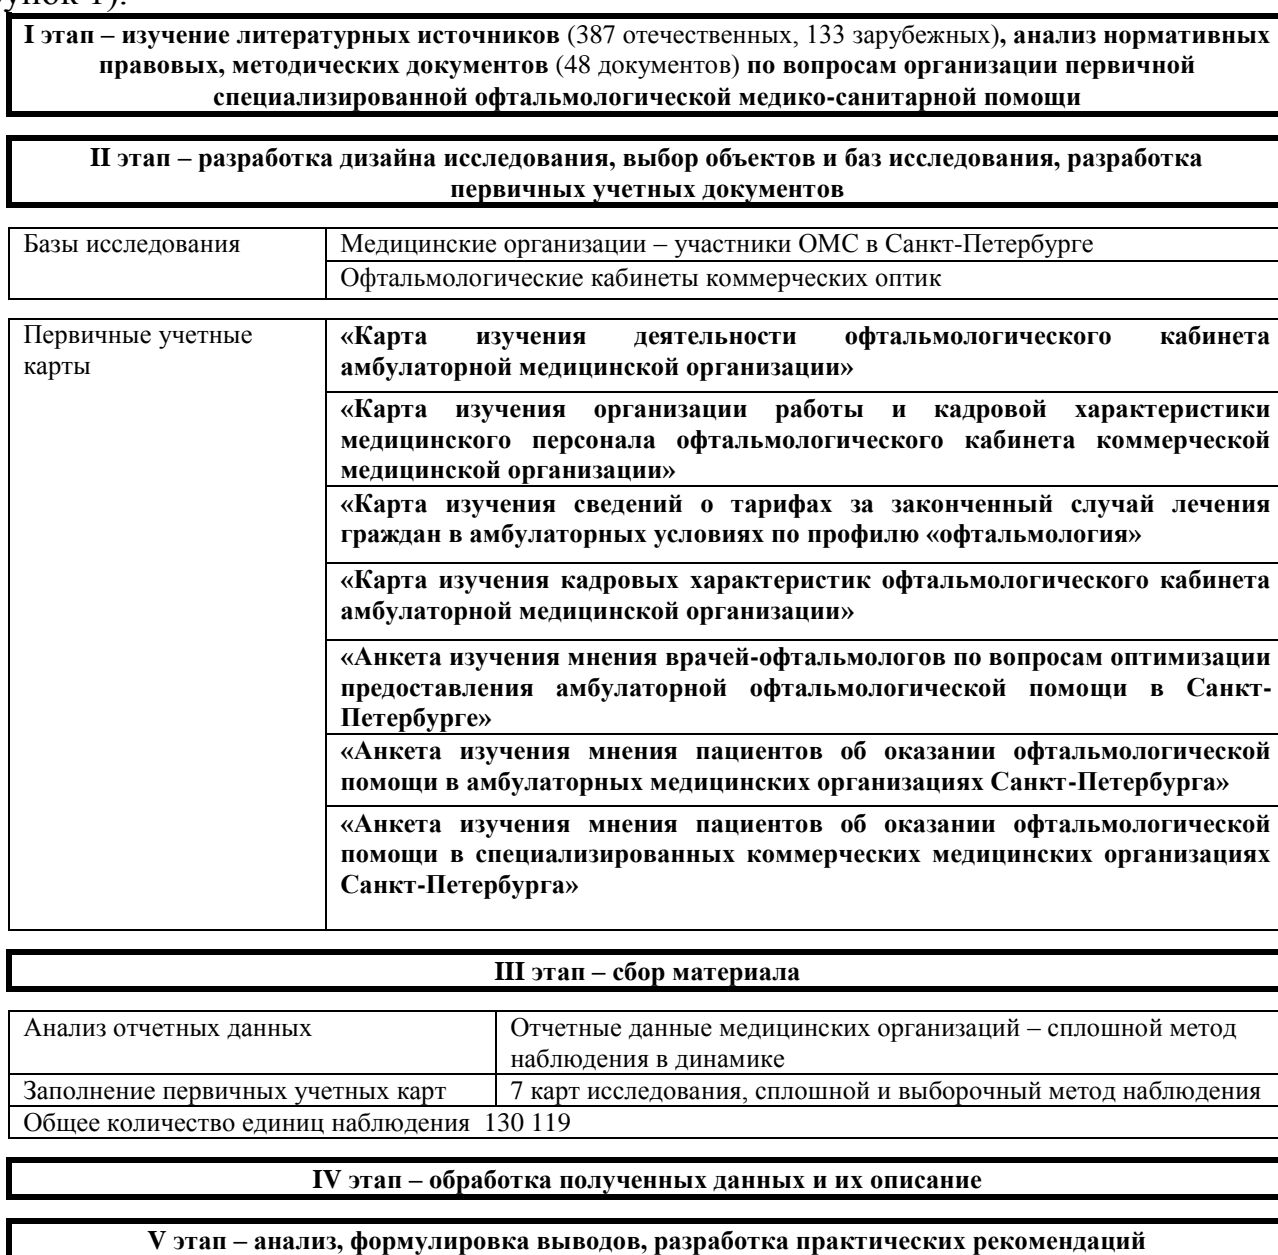 унок 1).
I этап – изучение литературных источников (387 отечественных, 133 зарубежных), анализ нормативных
правовых, методических документов (48 документов) по вопросам организации первичной
специализированной офтальмологической медико-санитарной помощи
II этап – разработка дизайна исследования, выбор объектов и баз исследования, разработка
первичных учетных документов
Базы исследования
Медицинские организации – участники ОМС в Санкт-Петербурге
Офтальмологические кабинеты коммерческих оптик
Первичные учетные
карты
«Карта изучения деятельности офтальмологического кабинета
амбулаторной медицинской организации»
«Карта изучения организации работы и кадровой характеристики
медицинского персонала офтальмологического кабинета коммерческой
медицинской организации»
«Карта изучения сведений о тарифах за законченный случай лечения
граждан в амбулаторных условиях по профилю «офтальмология»
«Карта изучения кадровых характеристик офтальмологического кабинета
амбулаторной медицинской организации»
«Анкета изучения мнения врачей-офтальмологов по вопросам оптимизации
предоставления амбулаторной офтальмологической помощи в Санкт-
Петербурге»
«Анкета изучения мнения пациентов об оказании офтальмологической
помощи в амбулаторных медицинских организациях Санкт-Петербурга»
«Анкета изучения мнения пациентов об оказании офтальмологической
помощи в специализированных коммерческих медицинских организациях
Санкт-Петербурга»
III этап – сбор материала
Анализ отчетных данных
Отчетные данные медицинских организаций – сплошной метод
наблюдения в динамике
Заполнение первичных учетных карт
7 карт исследования, сплошной и выборочный метод наблюдения
Общее количество единиц наблюдения 130 119
IV этап – обработка полученных данных и их описание
V этап – анализ, формулировка выводов, разработка практических рекомендаций